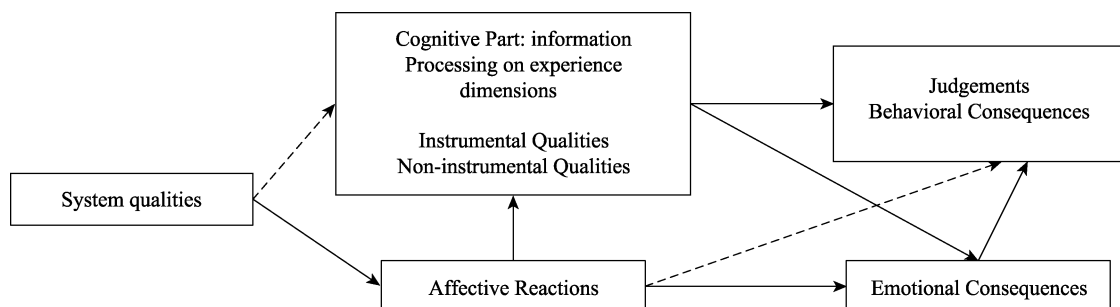 Cognitive Part: information
Processing on experience
dimensions
Instrumental Qualities
Non-instrumental Qualities
Judgements
Behavioral Consequences
System qualities
Affective Reactions
Emotional Consequences